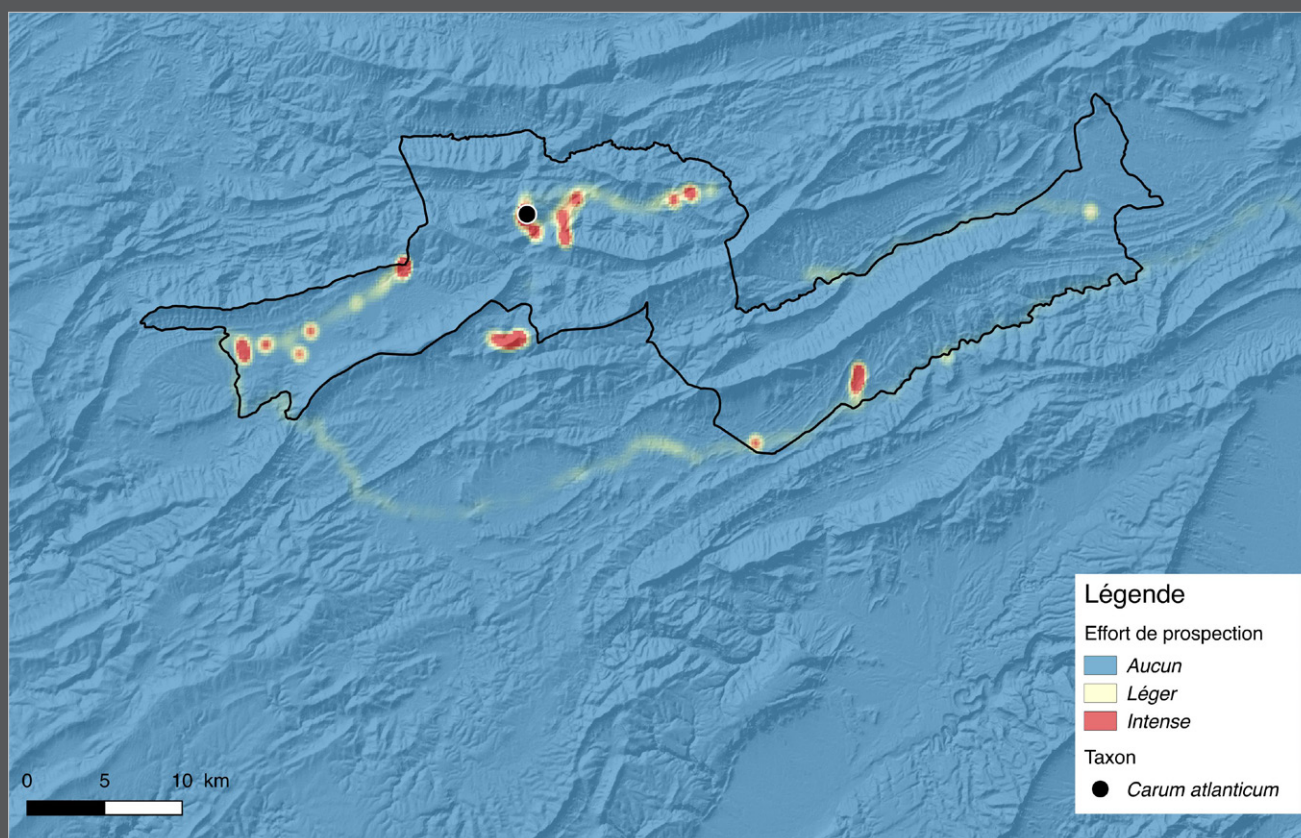 Légende
Effort de prospection
Aucun
Léger
Intense
Taxon
Carum atlanticum
0 5 10 km